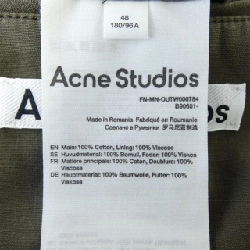 48
180/96A
Acne Studios
FN-MN-OUTW000784
Made in Romania Fabriqué en Roumanie
Сделано в Румынии 罗马尼亚制造
EN Main: 100% Cotton, Lining: 100% Viscose
SE Huvudmaterial: 100% Bomull, Foder: 100% Viskos
FR Matière principale: 100% Coton, Doublure: 100% Viscose
DE Hauptmaterial: 100% Baumwolle, Futter: 100% Viskose